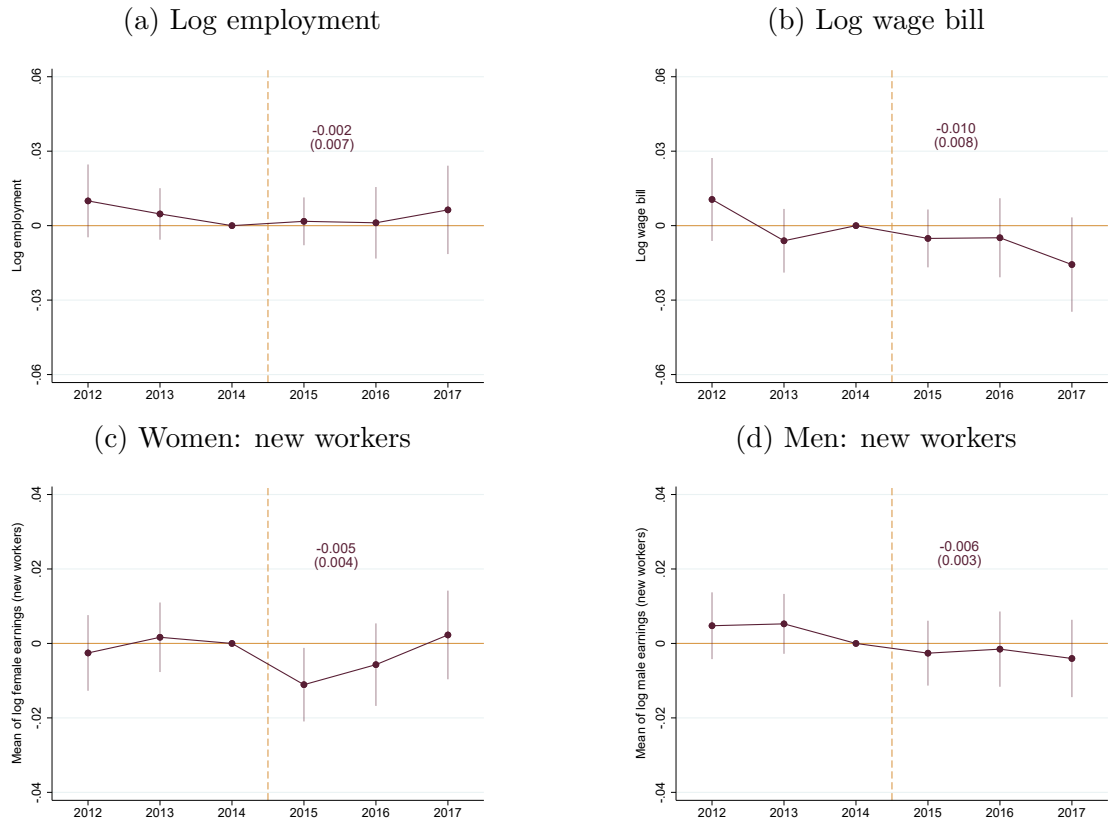 (a) Log employment
Log employment
.06
.03
0
-.03
-.06
-0.002
(0.007)
2012 2013 2014 2015 2016 2017
(b) Log wage bill
Log wage bill
.06
.03
0
-.03
-.06
-0.010
(0.008)
2012 2013 2014 2015 2016 2017
(c) Women: new workers
Mean of log female earnings (new workers)
.04
.02
0
-.02
-.04
-0.005
(0.004)
2012 2013 2014 2015 2016 2017
(d) Men: new workers
Mean of log male earnings (new workers)
.04
.02
0
-.02
-.04
-0.006
(0.003)
2012 2013 2014 2015 2016 2017